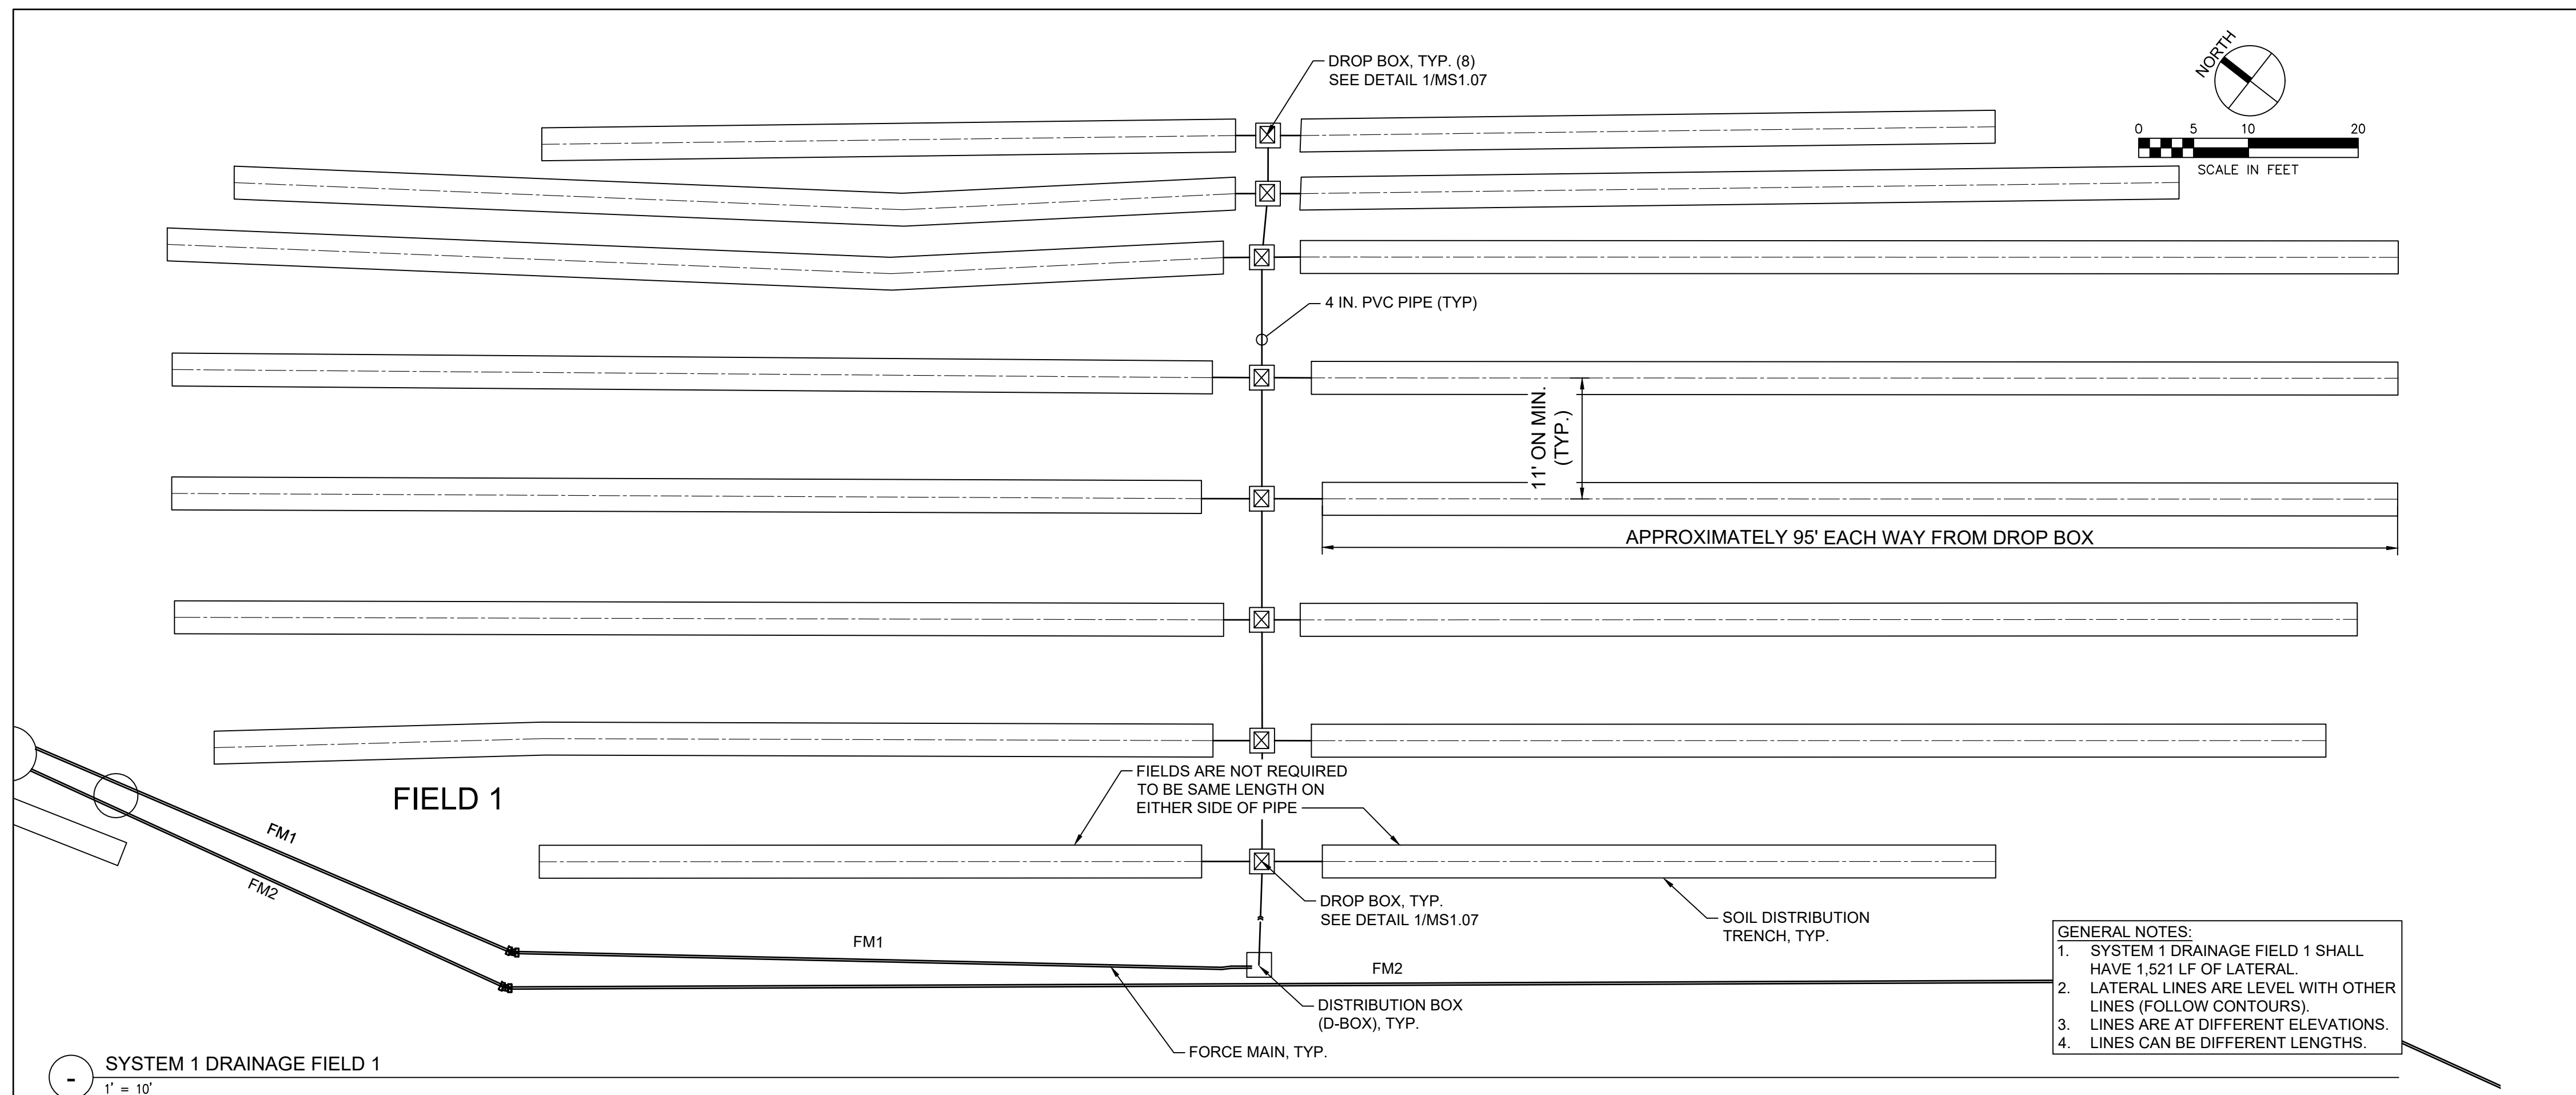 DROP BOX, TYP. (8)
SEE DETAIL 1/MS1.07
NORTH
0 5 10 20
SCALE IN FEET
4 IN. PVC PIPE (TYP)
11' ON MIN.
(TYP.)
APPROXIMATELY 95' EACH WAY FROM DROP BOX
FIELDS ARE NOT REQUIRED
TO BE SAME LENGTH ON
EITHER SIDE OF PIPE
FIELD 1
FM1
FM2
DROP BOX, TYP.
SEE DETAIL 1/MS1.07
SOIL DISTRIBUTION
TRENCH, TYP.
FM1
FM2
DISTRIBUTION BOX
(D-BOX), TYP.
FORCE MAIN, TYP.
GENERAL NOTES:
1. SYSTEM 1 DRAINAGE FIELD 1 SHALL
HAVE 1,521 LF OF LATERAL.
2. LATERAL LINES ARE LEVEL WITH OTHER
LINES (FOLLOW CONTOURS).
3. LINES ARE AT DIFFERENT ELEVATIONS.
4. LINES CAN BE DIFFERENT LENGTHS.
- SYSTEM 1 DRAINAGE FIELD 1
1' = 10'